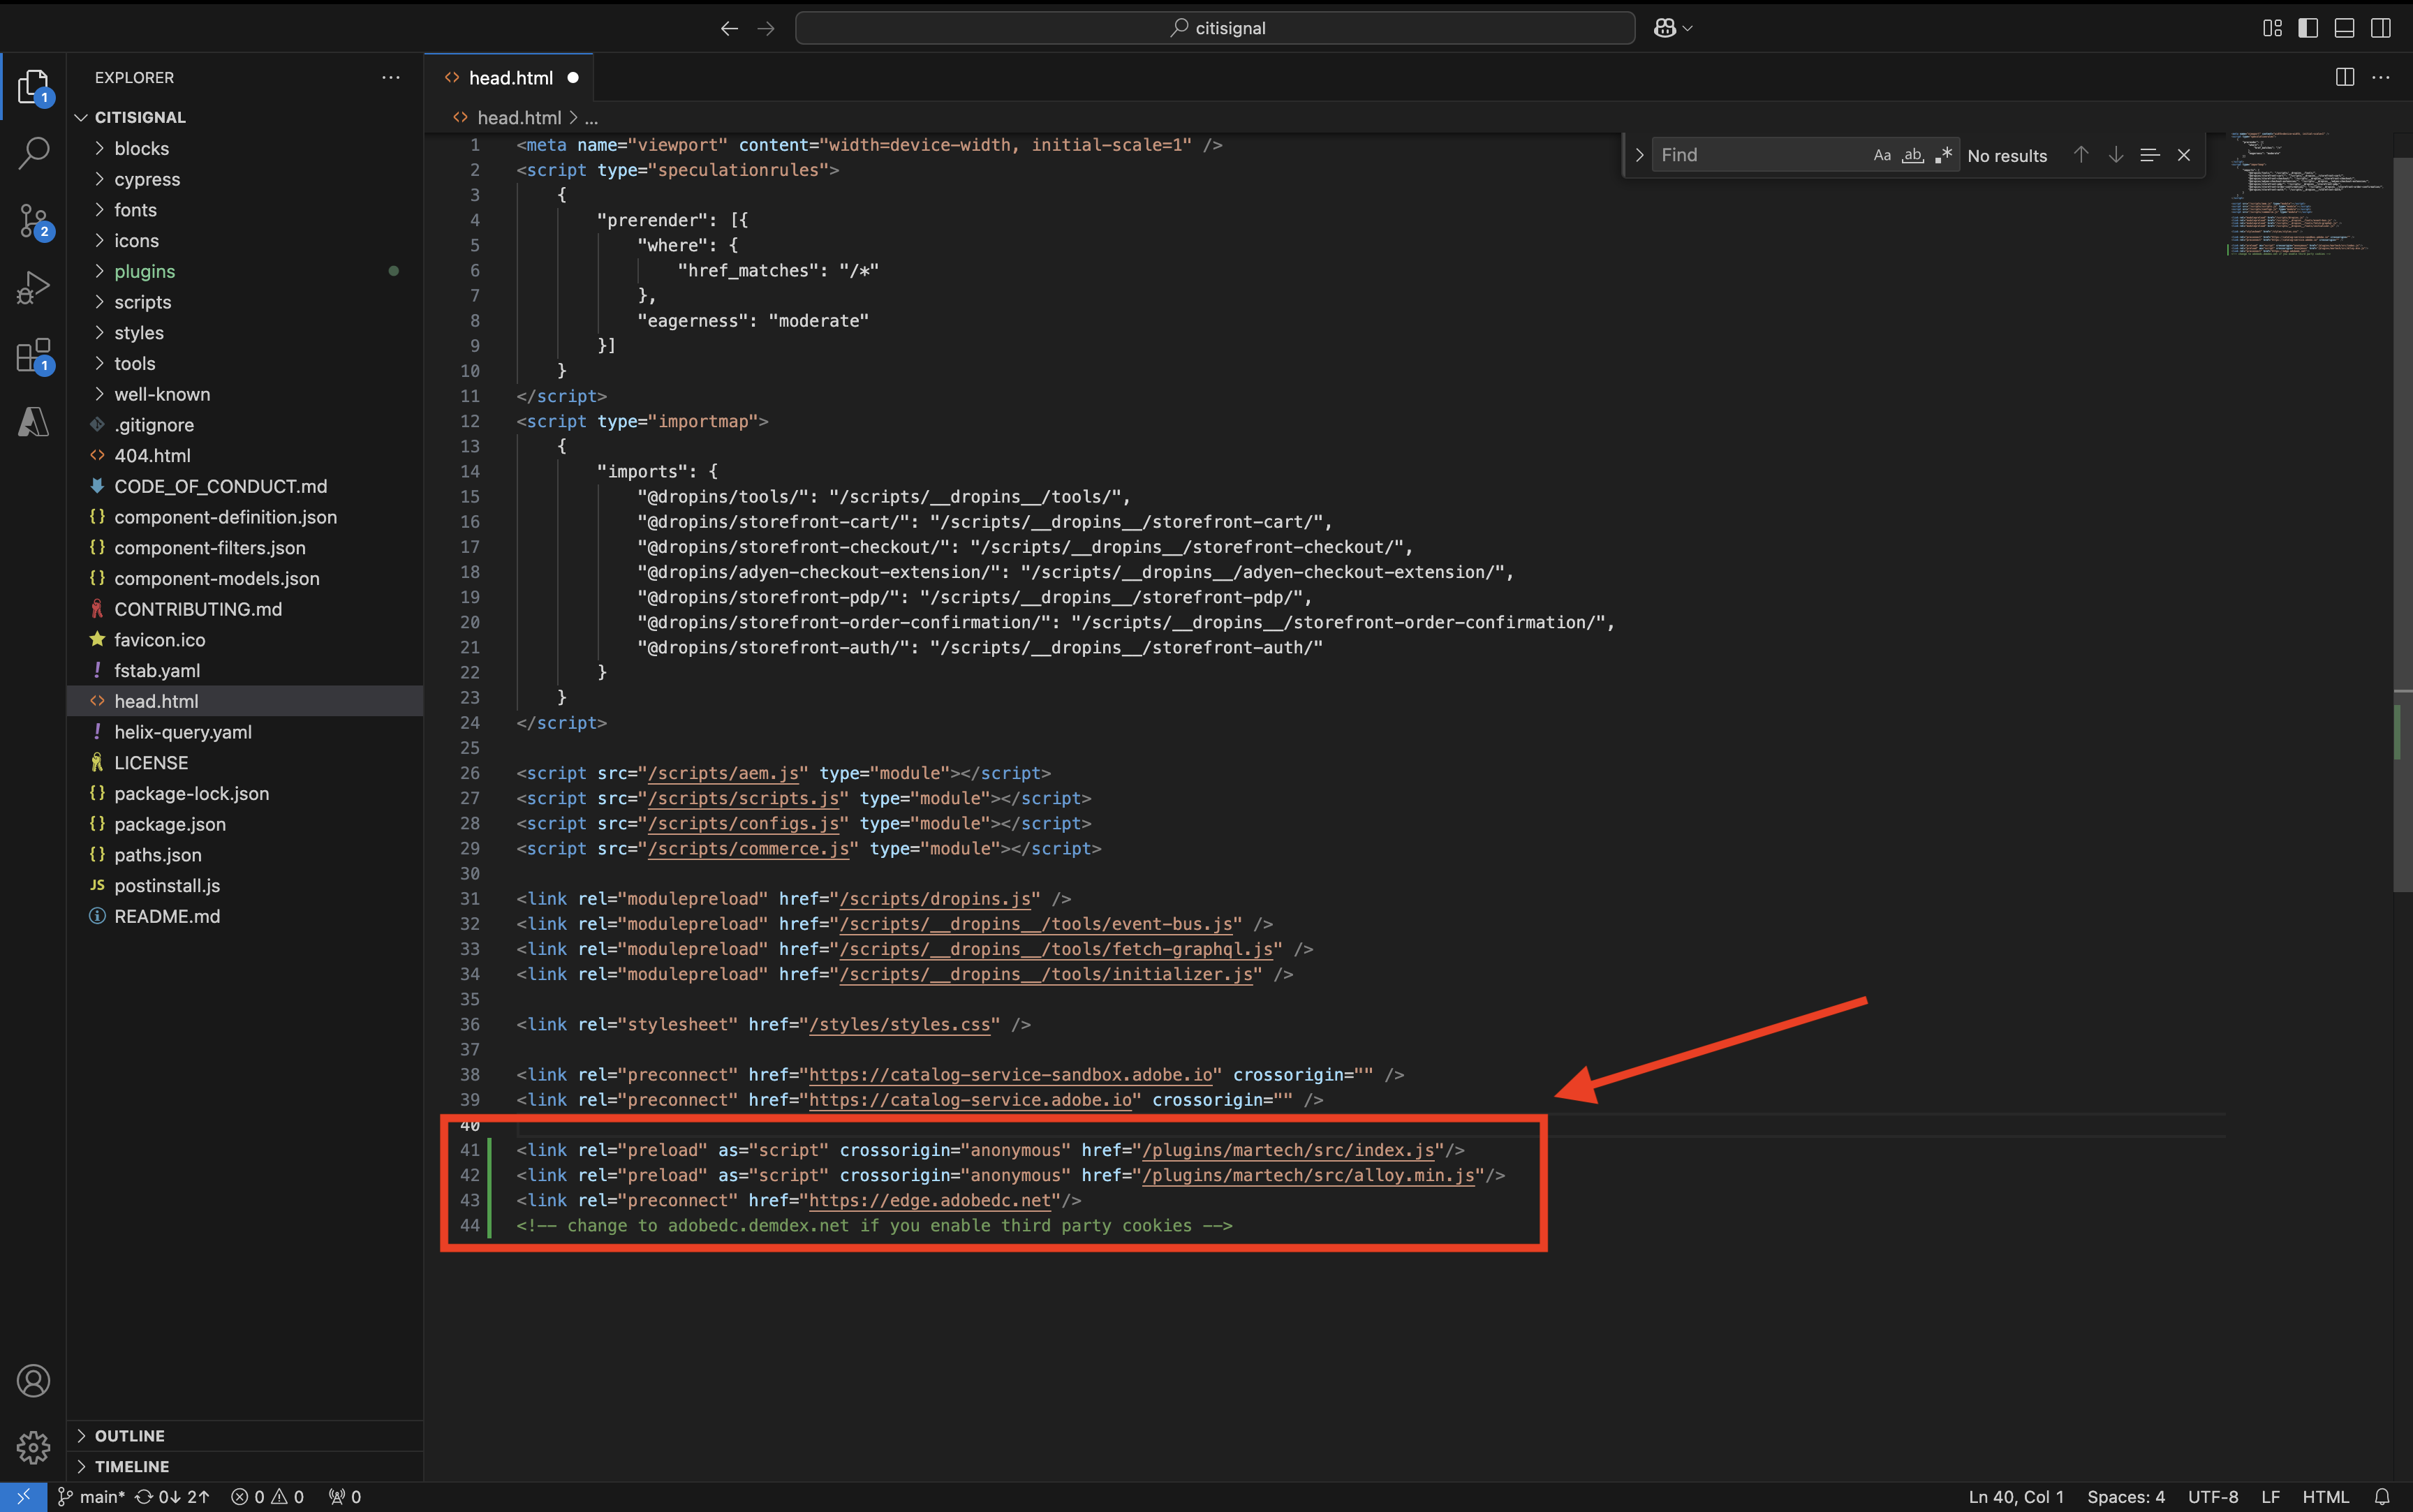 citisignal
EXPLORER
CITISIGNAL
blocks
cypress
fonts
icons
plugins
scripts
styles
tools
well-known
.gitignore
404.html
CODE_OF_CONDUCT.md
component-definition.json
component-filters.json
component-models.json
CONTRIBUTING.md
favicon.ico
fstab.yaml
head.html
helix-query.yaml
LICENSE
package-lock.json
package.json
paths.json
JS postinstall.js
README.md
OUTLINE
TIMELINE
1
2
1
head.html
head.html > ...
Find Aa ab No results
1 <meta name="viewport" content="width=device-width, initial-scale=1" />
2 <script type="speculationrules">
3 {
4 "prerender": [{
5 "where": {
6 "href_matches": "/*"
7 },
8 "eagerness": "moderate"
9 }]
10 }
11 </script>
12 <script type="importmap">
13 {
14 "imports": {
15 "@dropins/tools/": "/scripts/__dropins__/tools/",
16 "@dropins/storefront-cart/": "/scripts/__dropins__/storefront-cart/",
17 "@dropins/storefront-checkout/": "/scripts/__dropins__/storefront-checkout/",
18 "@dropins/adyen-checkout-extension/": "/scripts/__dropins__/adyen-checkout-extension/",
19 "@dropins/storefront-pdp/": "/scripts/__dropins__/storefront-pdp/",
20 "@dropins/storefront-order-confirmation/": "/scripts/__dropins__/storefront-order-confirmation/",
21 "@dropins/storefront-auth/": "/scripts/__dropins__/storefront-auth/"
22 }
23 }
24 </script>
25
26 <script src="/scripts/aem.js" type="module"></script>
27 <script src="/scripts/scripts.js" type="module"></script>
28 <script src="/scripts/configs.js" type="module"></script>
29 <script src="/scripts/commerce.js" type="module"></script>
30
31 <link rel="modulepreload" href="/scripts/dropins.js" />
32 <link rel="modulepreload" href="/scripts/__dropins__/tools/event-bus.js" />
33 <link rel="modulepreload" href="/scripts/__dropins__/tools/fetch-graphql.js" />
34 <link rel="modulepreload" href="/scripts/__dropins__/tools/initializer.js" />
35
36 <link rel="stylesheet" href="/styles/styles.css" />
37
38 <link rel="preconnect" href="https://catalog-service-sandbox.adobe.io" crossorigin="" />
39 <link rel="preconnect" href="https://catalog-service.adobe.io" crossorigin="" />
40
41 <link rel="preload" as="script" crossorigin="anonymous" href="/plugins/martech/src/index.js"/>
42 <link rel="preload" as="script" crossorigin="anonymous" href="/plugins/martech/src/alloy.min.js"/>
43 <link rel="preconnect" href="https://edge.adobedc.net"/>
44 <!-- change to adobedc.demdex.net if you enable third party cookies -->
main* 0↓ 2↑ 0 0 0
Ln 40, Col 1 Spaces: 4 UTF-8 LF HTML